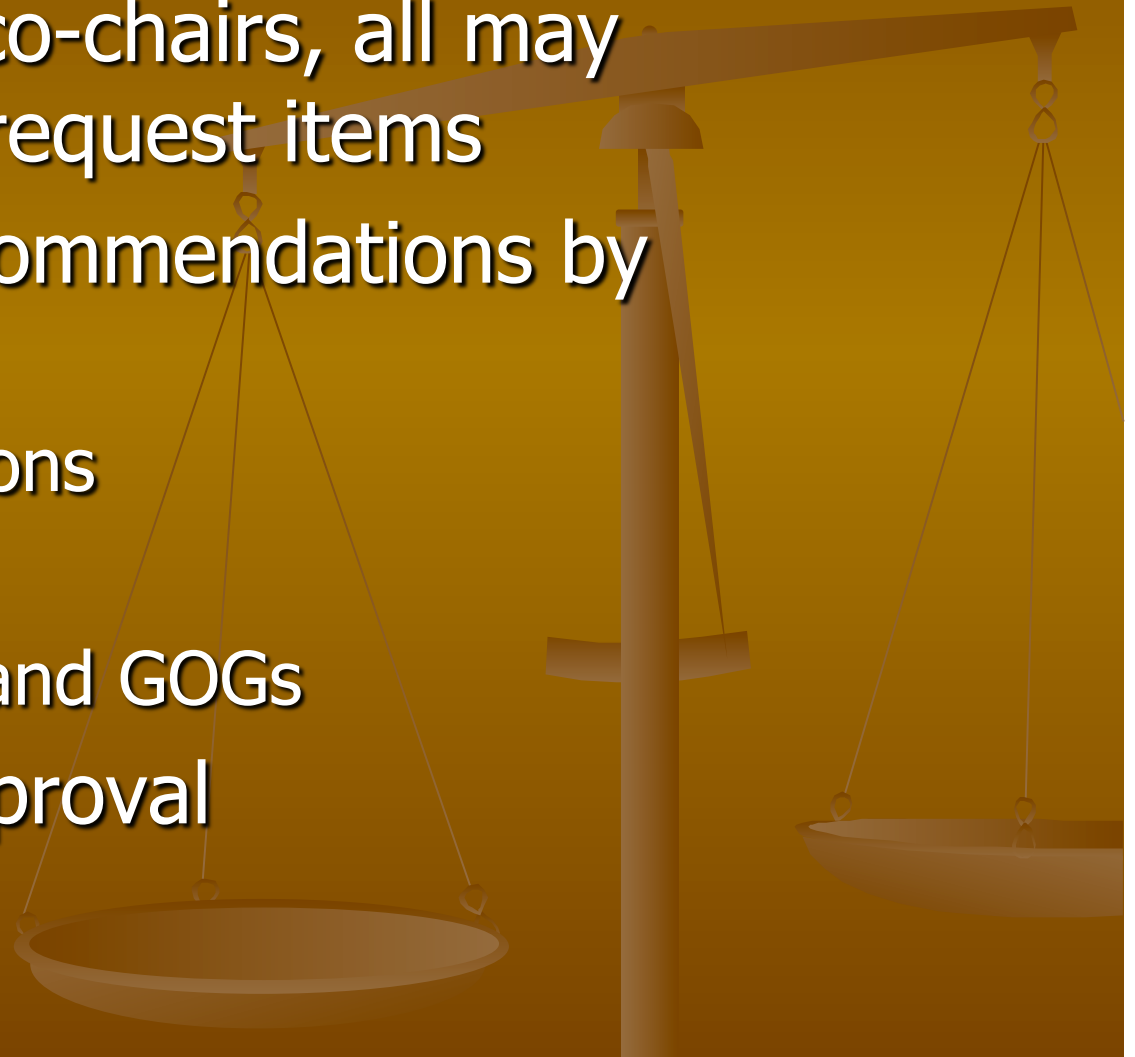 co-chairs, all may
request items
ommendations by
ons
and GOGs
proval